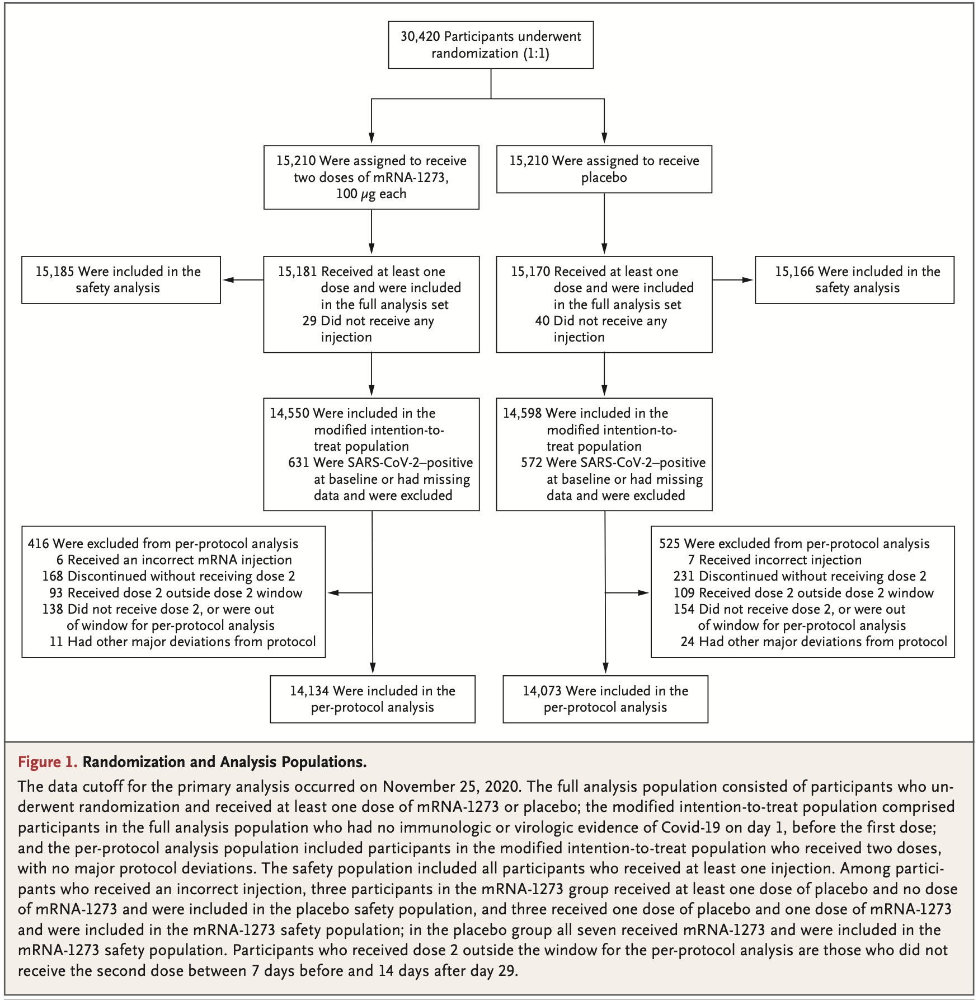 30,420 Participants underwent
randomization (1:1)
15,210 Were assigned to receive
two doses of mRNA-1273,
100 µg each
15,210 Were assigned to receive
placebo
15,185 Were included in the
safety analysis
15,181 Received at least one
dose and were included
in the full analysis set
29 Did not receive any
injection
15,170 Received at least one
dose and were included
in the full analysis set
40 Did not receive any
injection
15,166 Were included in the
safety analysis
14,550 Were included in the
modified intention-to-
treat population
631 Were SARS-CoV-2–positive
at baseline or had missing
data and were excluded
14,598 Were included in the
modified intention-to-
treat population
572 Were SARS-CoV-2–positive
at baseline or had missing
data and were excluded
416 Were excluded from per-protocol analysis
6 Received an incorrect mRNA injection
168 Discontinued without receiving dose 2
93 Received dose 2 outside dose 2 window
138 Did not receive dose 2, or were out
of window for per-protocol analysis
11 Had other major deviations from protocol
525 Were excluded from per-protocol analysis
7 Received incorrect injection
231 Discontinued without receiving dose 2
109 Received dose 2 outside dose 2 window
154 Did not receive dose 2, or were out
of window for per-protocol analysis
24 Had other major deviations from protocol
14,134 Were included in the
per-protocol analysis
14,073 Were included in the
per-protocol analysis
Figure 1. Randomization and Analysis Populations.
The data cutoff for the primary analysis occurred on November 25, 2020. The full analysis population consisted of participants who un-
derwent randomization and received at least one dose of mRNA-1273 or placebo; the modified intention-to-treat population comprised
participants in the full analysis population who had no immunologic or virologic evidence of Covid-19 on day 1, before the first dose;
and the per-protocol analysis population included participants in the modified intention-to-treat population who received two doses,
with no major protocol deviations. The safety population included all participants who received at least one injection. Among partici-
pants who received an incorrect injection, three participants in the mRNA-1273 group received at least one dose of placebo and no dose
of mRNA-1273 and were included in the placebo safety population, and three received one dose of placebo and one dose of mRNA-1273
and were included in the mRNA-1273 safety population; in the placebo group all seven received mRNA-1273 and were included in the
mRNA-1273 safety population. Participants who received dose 2 outside the window for the per-protocol analysis are those who did not
receive the second dose between 7 days before and 14 days after day 29.